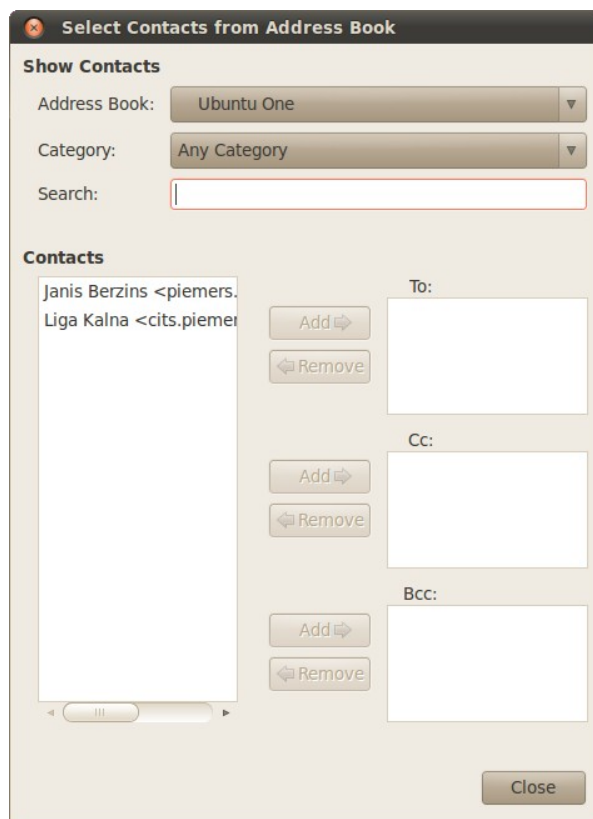 Select Contacts from Address Book
Show Contacts
Address Book: Ubuntu One
Category: Any Category
Search:
Contacts
Janis Berzins <piemers.
Liga Kalna <cits.piemer
To:
Add
Remove
Cc:
Add
Remove
Bcc:
Add
Remove
Close